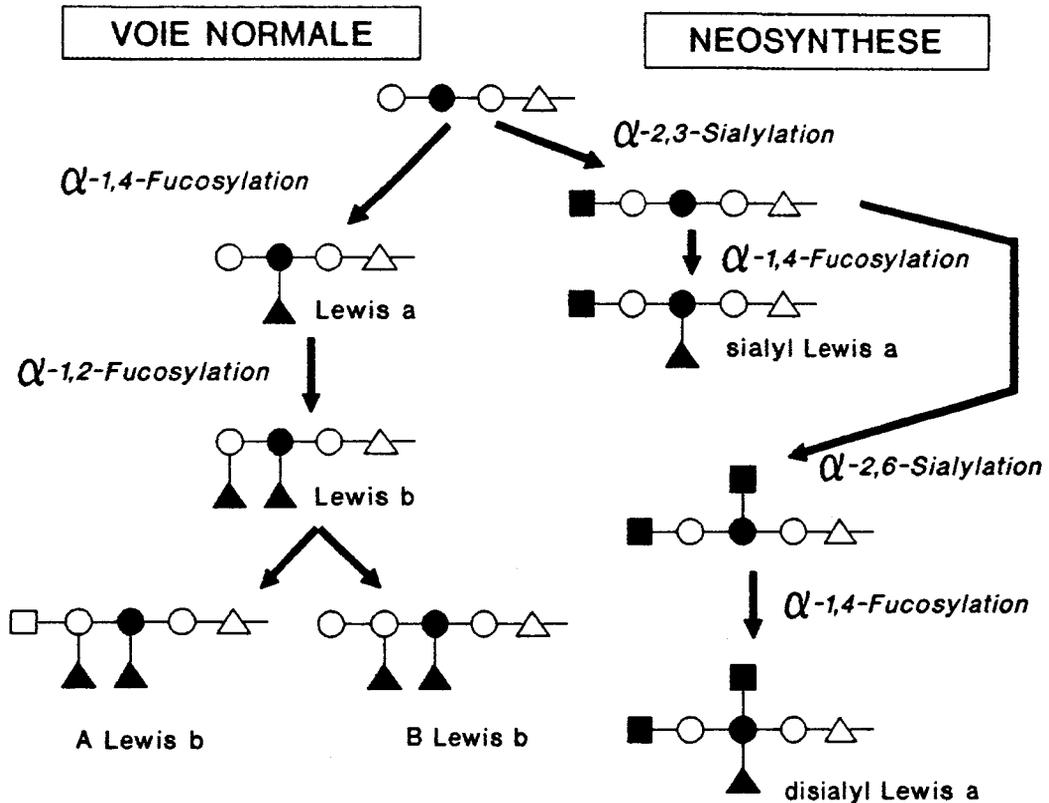 VOIE NORMALE
NEOSYNTHESE
α-2,3-Sialylation
α-1,4-Fucosylation
α-1,4-Fucosylation
Lewis a
sialyl Lewis a
α-1,2-Fucosylation
α-2,6-Sialylation
Lewis b
α-1,4-Fucosylation
A Lewis b
B Lewis b
disialyl Lewis a